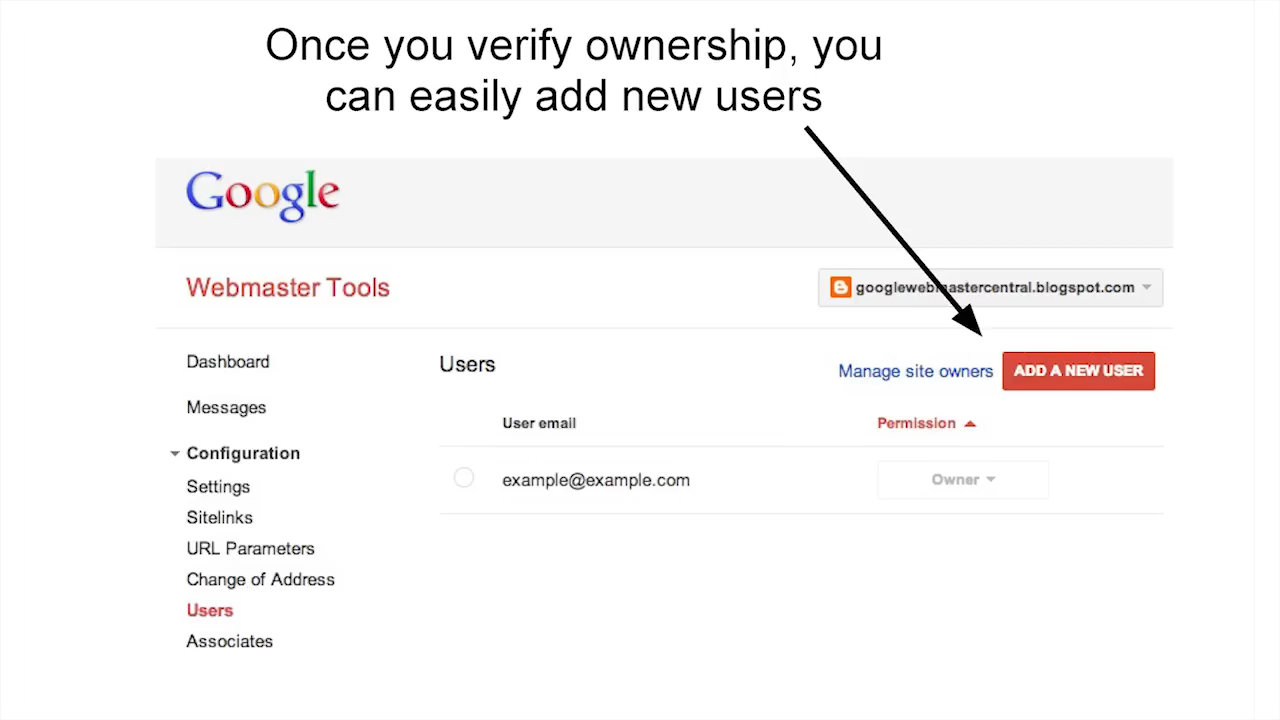 Once you verify ownership, you
can easily add new users
Google
Webmaster Tools
googlewebmastercentral.blogspot.com
Dashboard
Users
Manage site owners
ADD A NEW USER
Messages
User email
Permission
Configuration
example@example.com
Owner
Settings
Sitelinks
URL Parameters
Change of Address
Users
Associates